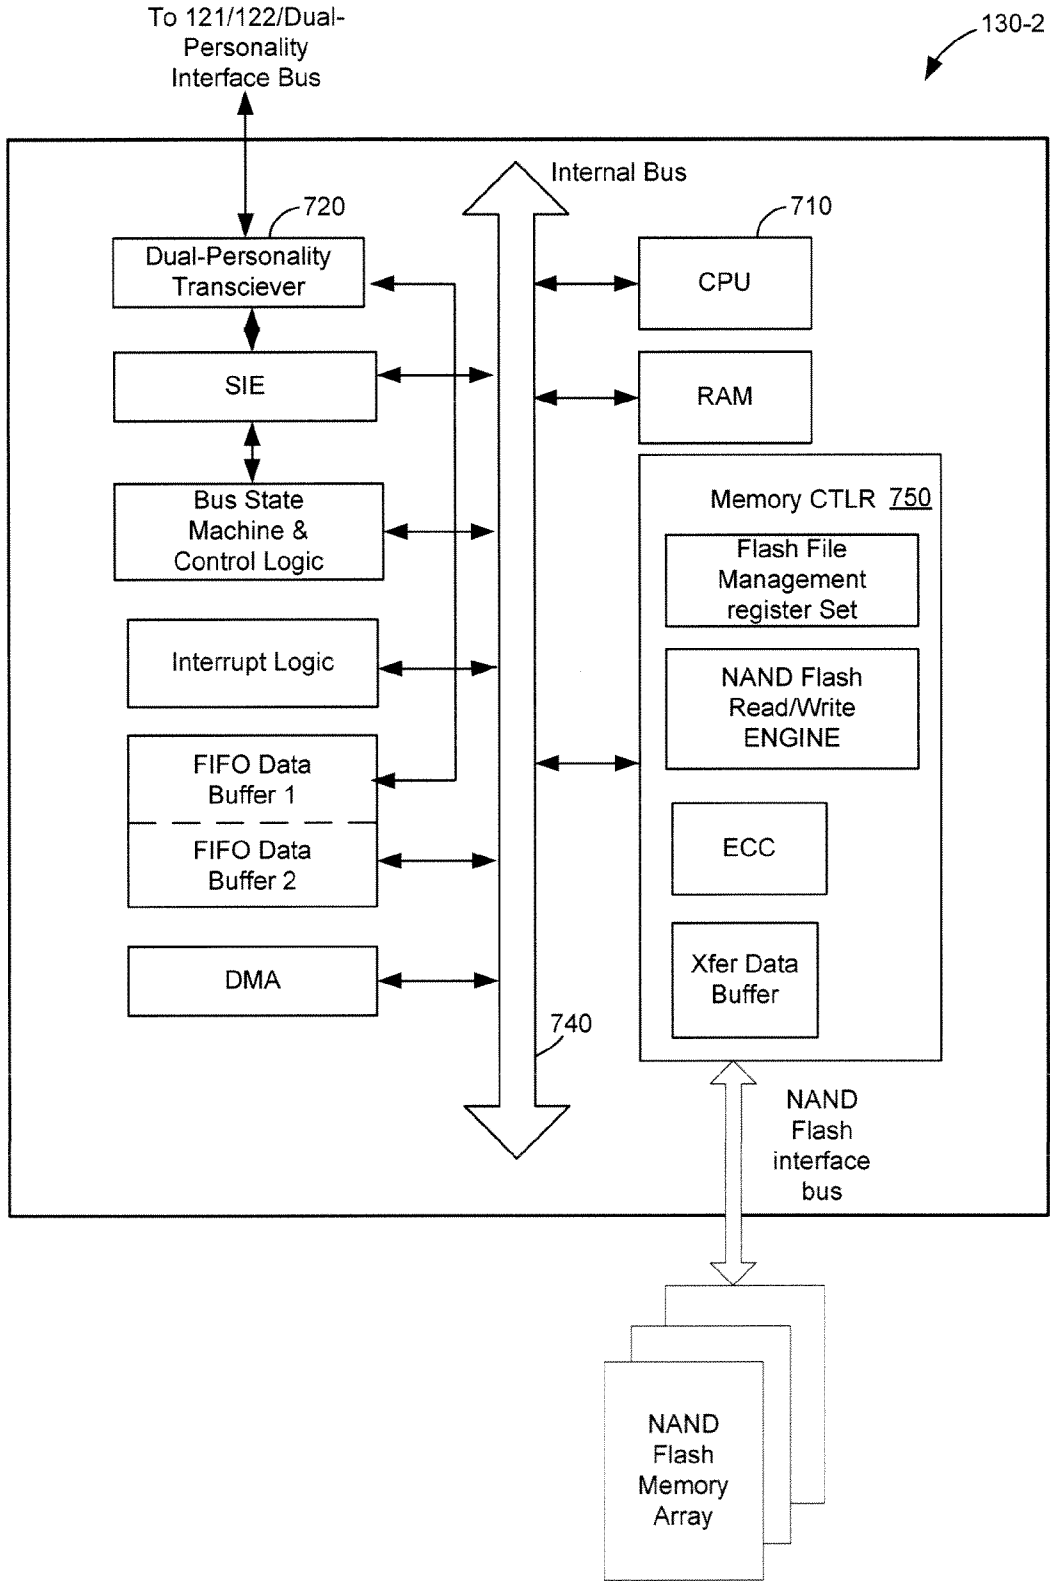 To 121/122/Dual-
Personality
Interface Bus
130-2
Internal Bus
720
710
Dual-Personality
Transciever
CPU
SIE
RAM
Bus State
Machine &
Control Logic
Memory CTLR 750
Flash File
Management
register Set
Interrupt Logic
NAND Flash
Read/Write
ENGINE
FIFO Data
Buffer 1
FIFO Data
Buffer 2
ECC
DMA
Xfer Data
Buffer
740
NAND
Flash
interface
bus
NAND
Flash
Memory
Array